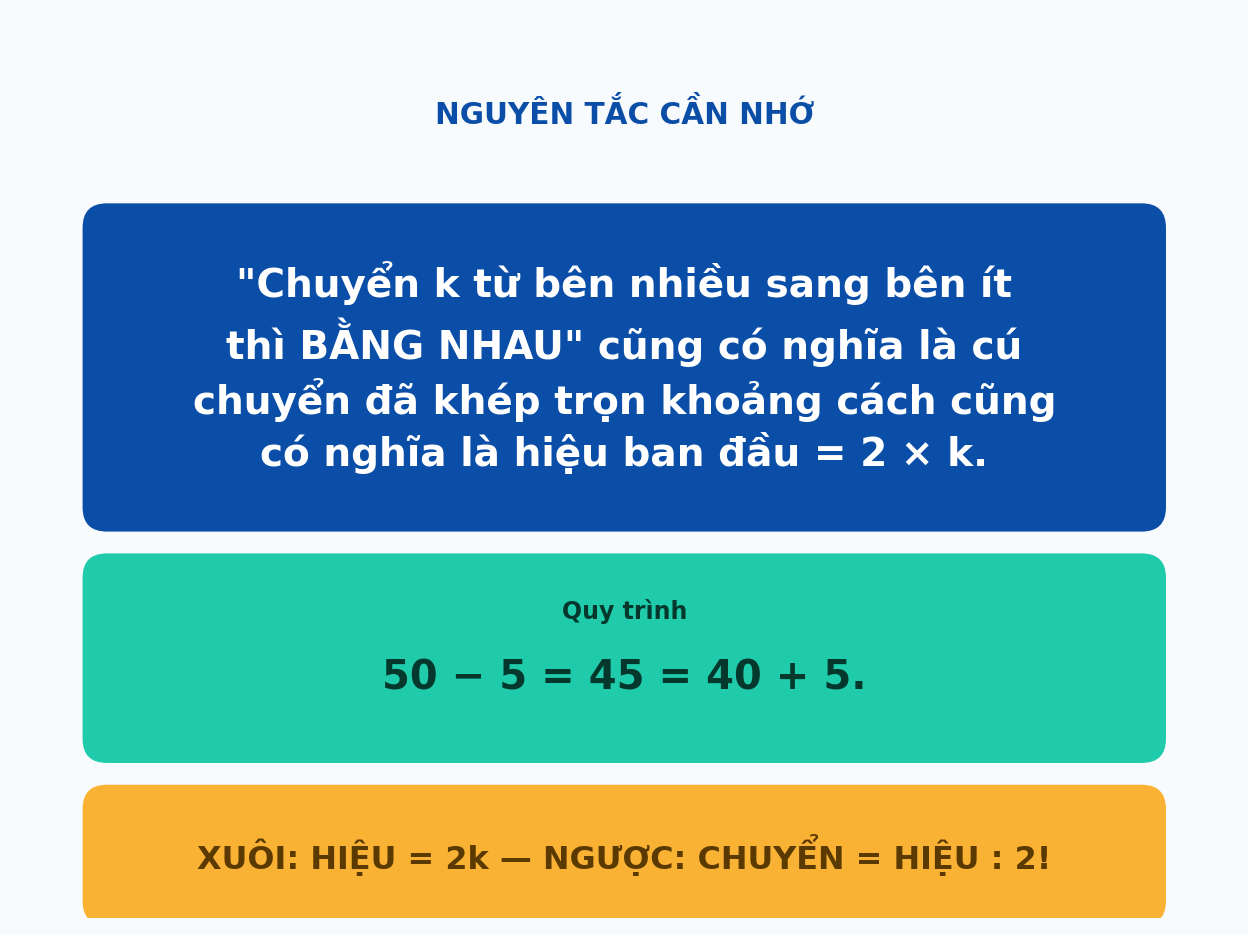 NGUYÊN TẮC CẦN NHỚ
"Chuyển k từ bên nhiều sang bên ít
thì BẰNG NHAU" cũng có nghĩa là cú
chuyển đã khép trọn khoảng cách cũng
có nghĩa là hiệu ban đầu = 2 × k.
Quy trình
50 − 5 = 45 = 40 + 5.
XUÔI: HIỆU = 2k — NGƯỢC: CHUYỂN = HIỆU : 2!